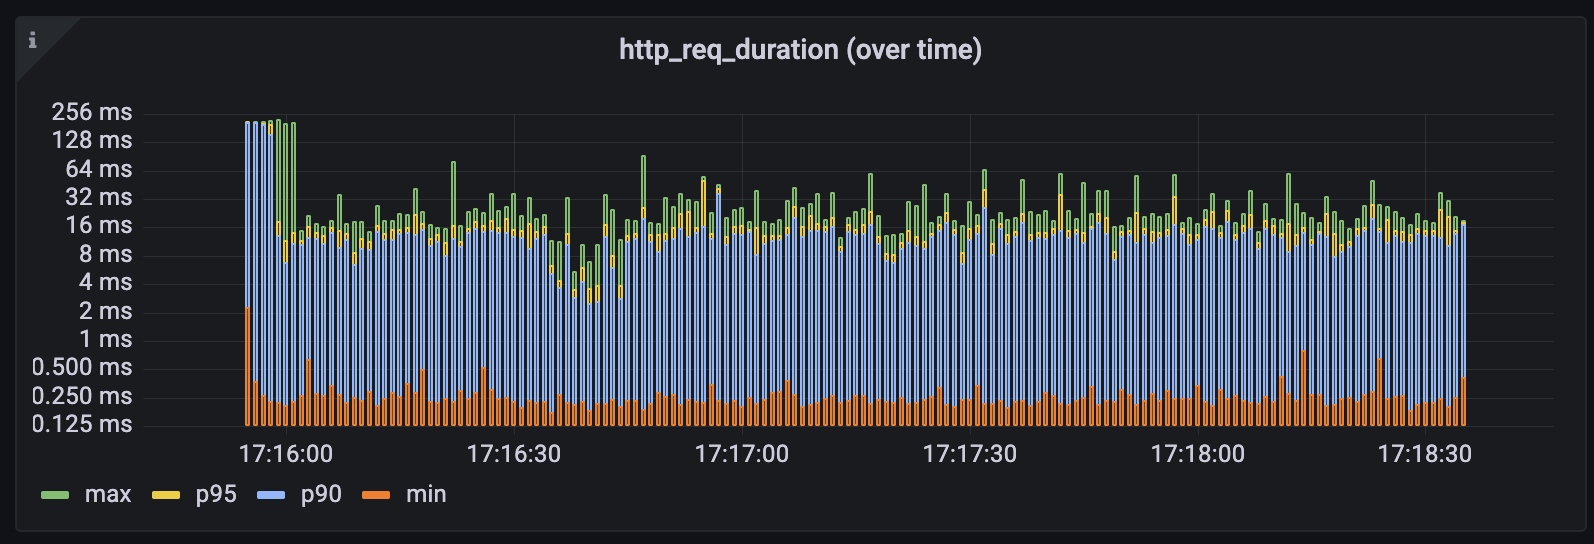 i
http_req_duration (over time)
256 ms
128 ms
64 ms
32 ms
16 ms
8 ms
4 ms
2 ms
1 ms
0.500 ms
0.250 ms
0.125 ms
17:16:00 17:16:30 17:17:00 17:17:30 17:18:00 17:18:30
max p95 p90 min